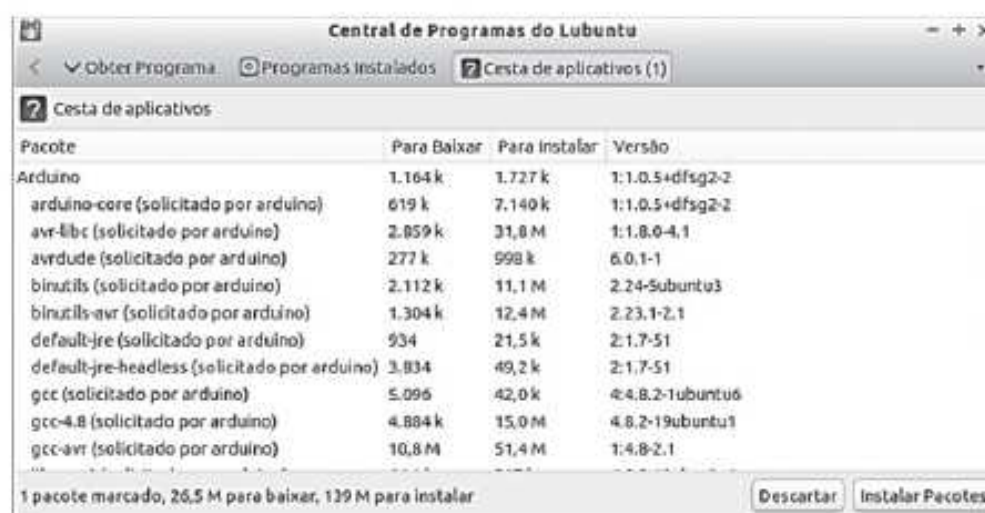 Central de Programas do Lubuntu
Obter Programa Programas Instalados Cesta de aplicativos (1)
Cesta de aplicativos
Pacote Para Baixar Para Instalar Versão
Arduino 1.164 k 1.727 k 1:1.0.5+dfsg2-2
arduino-core (solicitado por arduino) 619 k 7.140 k 1:1.0.5+dfsg2-2
avr-libc (solicitado por arduino) 2.859 k 31,8 M 1:1.8.0-4.1
avrdude (solicitado por arduino) 277 k 998 k 6.0.1-1
binutils (solicitado por arduino) 2.112 k 11,1 M 2.24-5ubuntu3
binutils-avr (solicitado por arduino) 1.304 k 12,4 M 2.23.1-2.1
default-jre (solicitado por arduino) 934 21,5 k 2:1.7-51
default-jre-headless (solicitado por arduino) 3.834 49,2 k 2:1.7-51
gcc (solicitado por arduino) 5.096 42,0 k 4:4.8.2-1ubuntu6
gcc-4.8 (solicitado por arduino) 4.884 k 15,0 M 4.8.2-19ubuntu1
gcc-avr (solicitado por arduino) 10,8 M 51,4 M 1:4.8-2.1
1 pacote marcado, 26,5 M para baixar, 139 M para instalar Descartar Instalar Pacotes